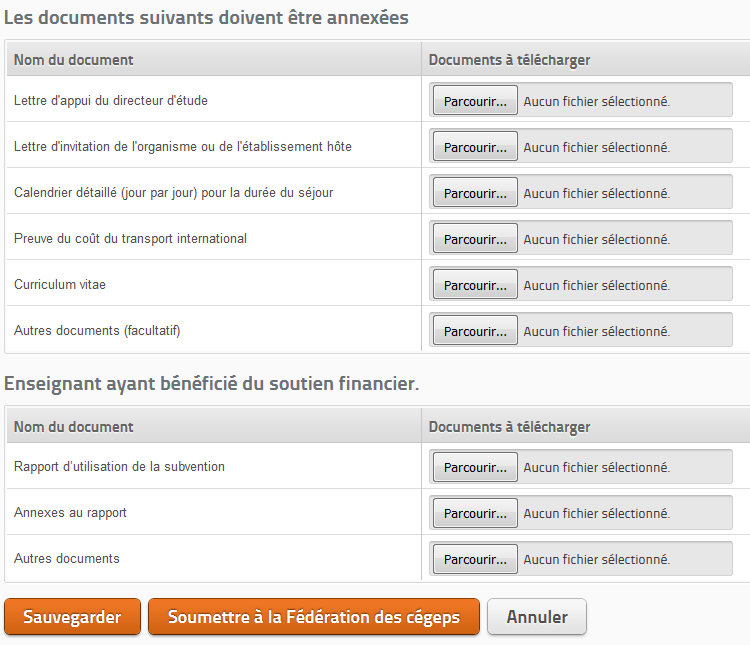 Les documents suivants doivent être annexées
Nom du document Documents à télécharger
Lettre d'appui du directeur d'étude Parcourir... Aucun fichier sélectionné.
Lettre d'invitation de l'organisme ou de l'établissement hôte Parcourir... Aucun fichier sélectionné.
Calendrier détaillé (jour par jour) pour la durée du séjour Parcourir... Aucun fichier sélectionné.
Preuve du coût du transport international Parcourir... Aucun fichier sélectionné.
Curriculum vitae Parcourir... Aucun fichier sélectionné.
Autres documents (facultatif) Parcourir... Aucun fichier sélectionné.
Enseignant ayant bénéficié du soutien financier.
Nom du document Documents à télécharger
Rapport d’utilisation de la subvention Parcourir... Aucun fichier sélectionné.
Annexes au rapport Parcourir... Aucun fichier sélectionné.
Autres documents Parcourir... Aucun fichier sélectionné.
Sauvegarder Soumettre à la Fédération des cégeps Annuler